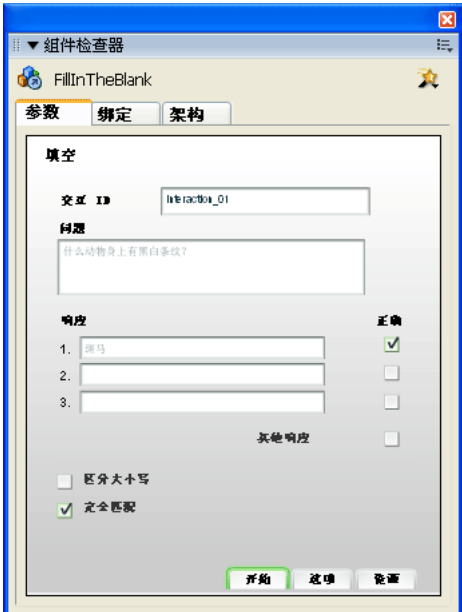 组件检查器
FillInTheBlank
参数 绑定 架构
填空
交互 ID Interaction_01
问题
什么动物身上有黑白条纹?
响应 正确
1. 斑马
2.
3.
其他响应
区分大小写
完全匹配
开始 选项 资源